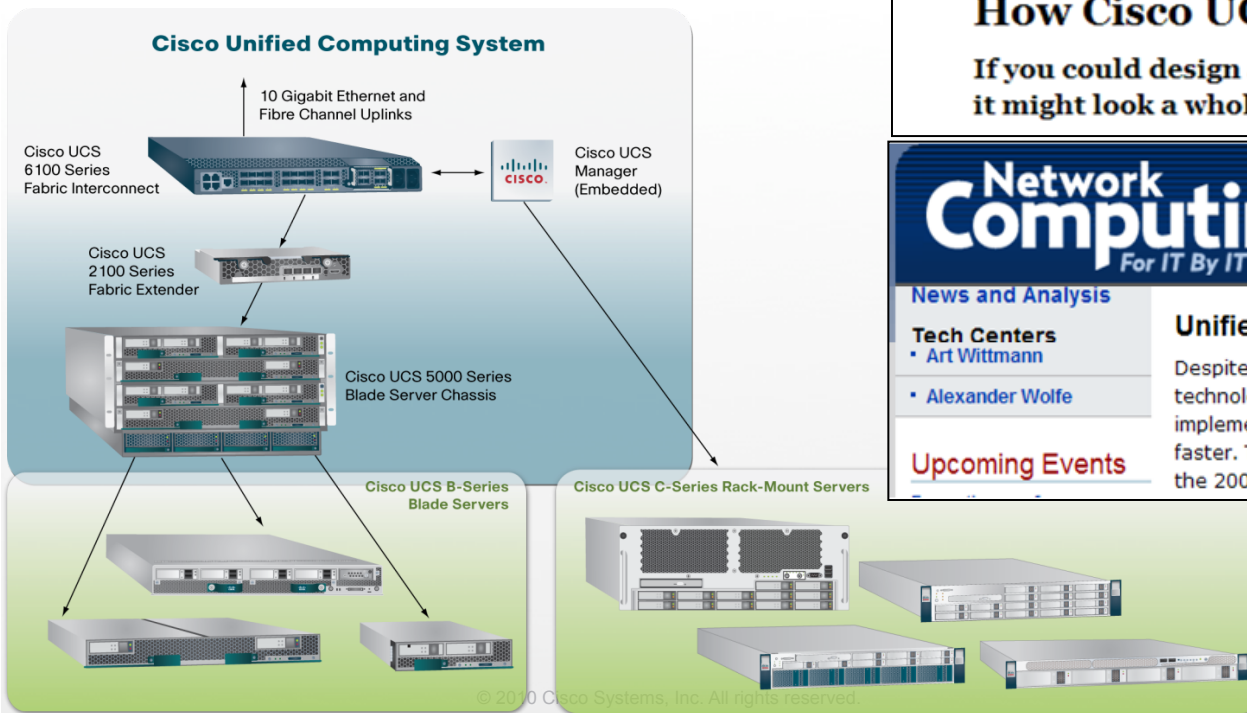 Cisco Unified Computing System
10 Gigabit Ethernet and
Fibre Channel Uplinks
Cisco UCS
6100 Series
Fabric Interconnect
CISCO
Cisco UCS
Manager
(Embedded)
Cisco UCS
2100 Series
Fabric Extender
Cisco UCS 5000 Series
Blade Server Chassis
Cisco UCS B-Series
Blade Servers
Cisco UCS C-Series Rack-Mount Servers
© 2010 Cisco Systems, Inc. All rights reserved.
How Cisco UC
If you could design
it might look a whol
Network
Computi
For IT By IT
News and Analysis
Tech Centers
▪ Art Wittmann
▪ Alexander Wolfe
Upcoming Events
Unifie
Despite
technolo
impleme
faster. T
the 200